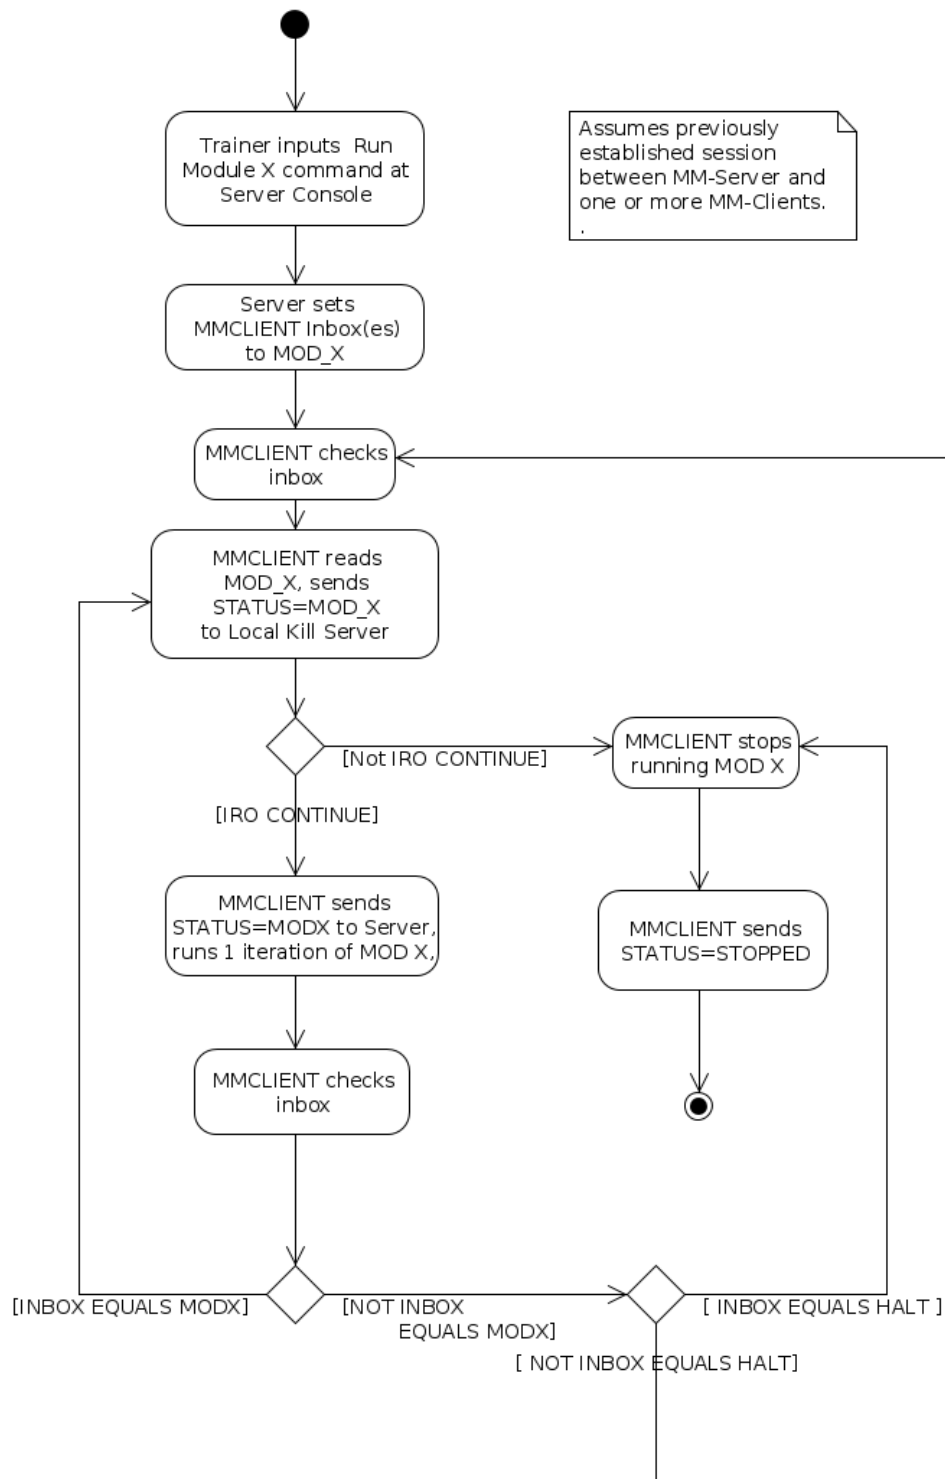 Trainer inputs  Run
Module X command at
Server Console
Assumes previously
established session
between MM-Server and
one or more MM-Clients.
.
Server sets
MMCLIENT Inbox(es)
to MOD_X
MMCLIENT checks
inbox
MMCLIENT reads
MOD_X, sends
STATUS=MOD_X
to Local Kill Server
[Not IRO CONTINUE]
MMCLIENT stops
running MOD X
[IRO CONTINUE]
MMCLIENT sends
STATUS=MODX to Server,
runs 1 iteration of MOD X,
MMCLIENT sends
STATUS=STOPPED
MMCLIENT checks
inbox
[INBOX EQUALS MODX]
[NOT INBOX
EQUALS MODX]
[ INBOX EQUALS HALT ]
[ NOT INBOX EQUALS HALT]